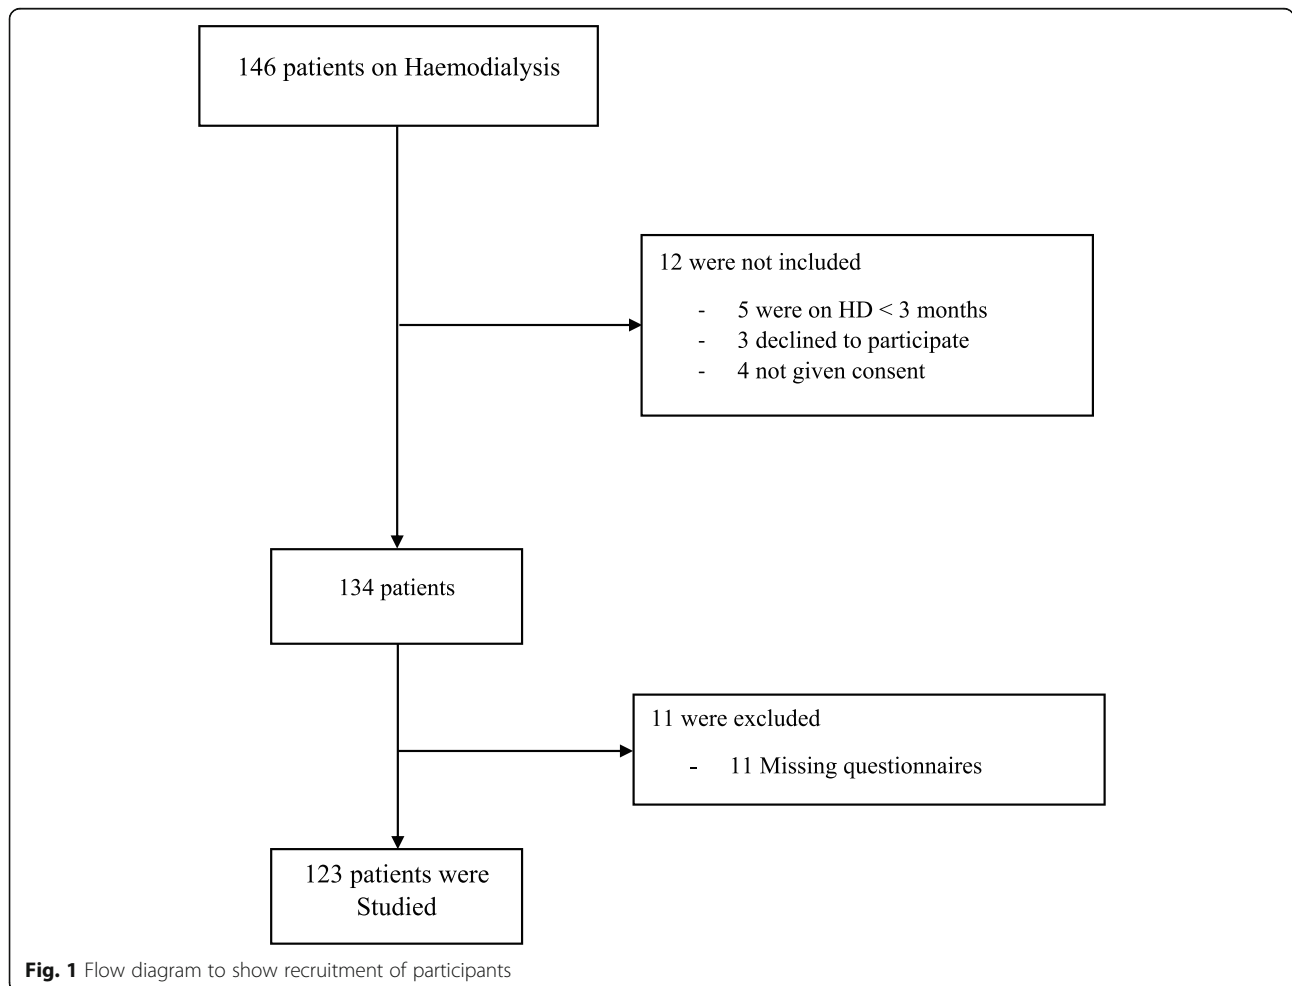 146 patients on Haemodialysis
12 were not included
- 5 were on HD < 3 months
- 3 declined to participate
- 4 not given consent
134 patients
11 were excluded
- 11 Missing questionnaires
123 patients were
Studied
Fig. 1 Flow diagram to show recruitment of participants